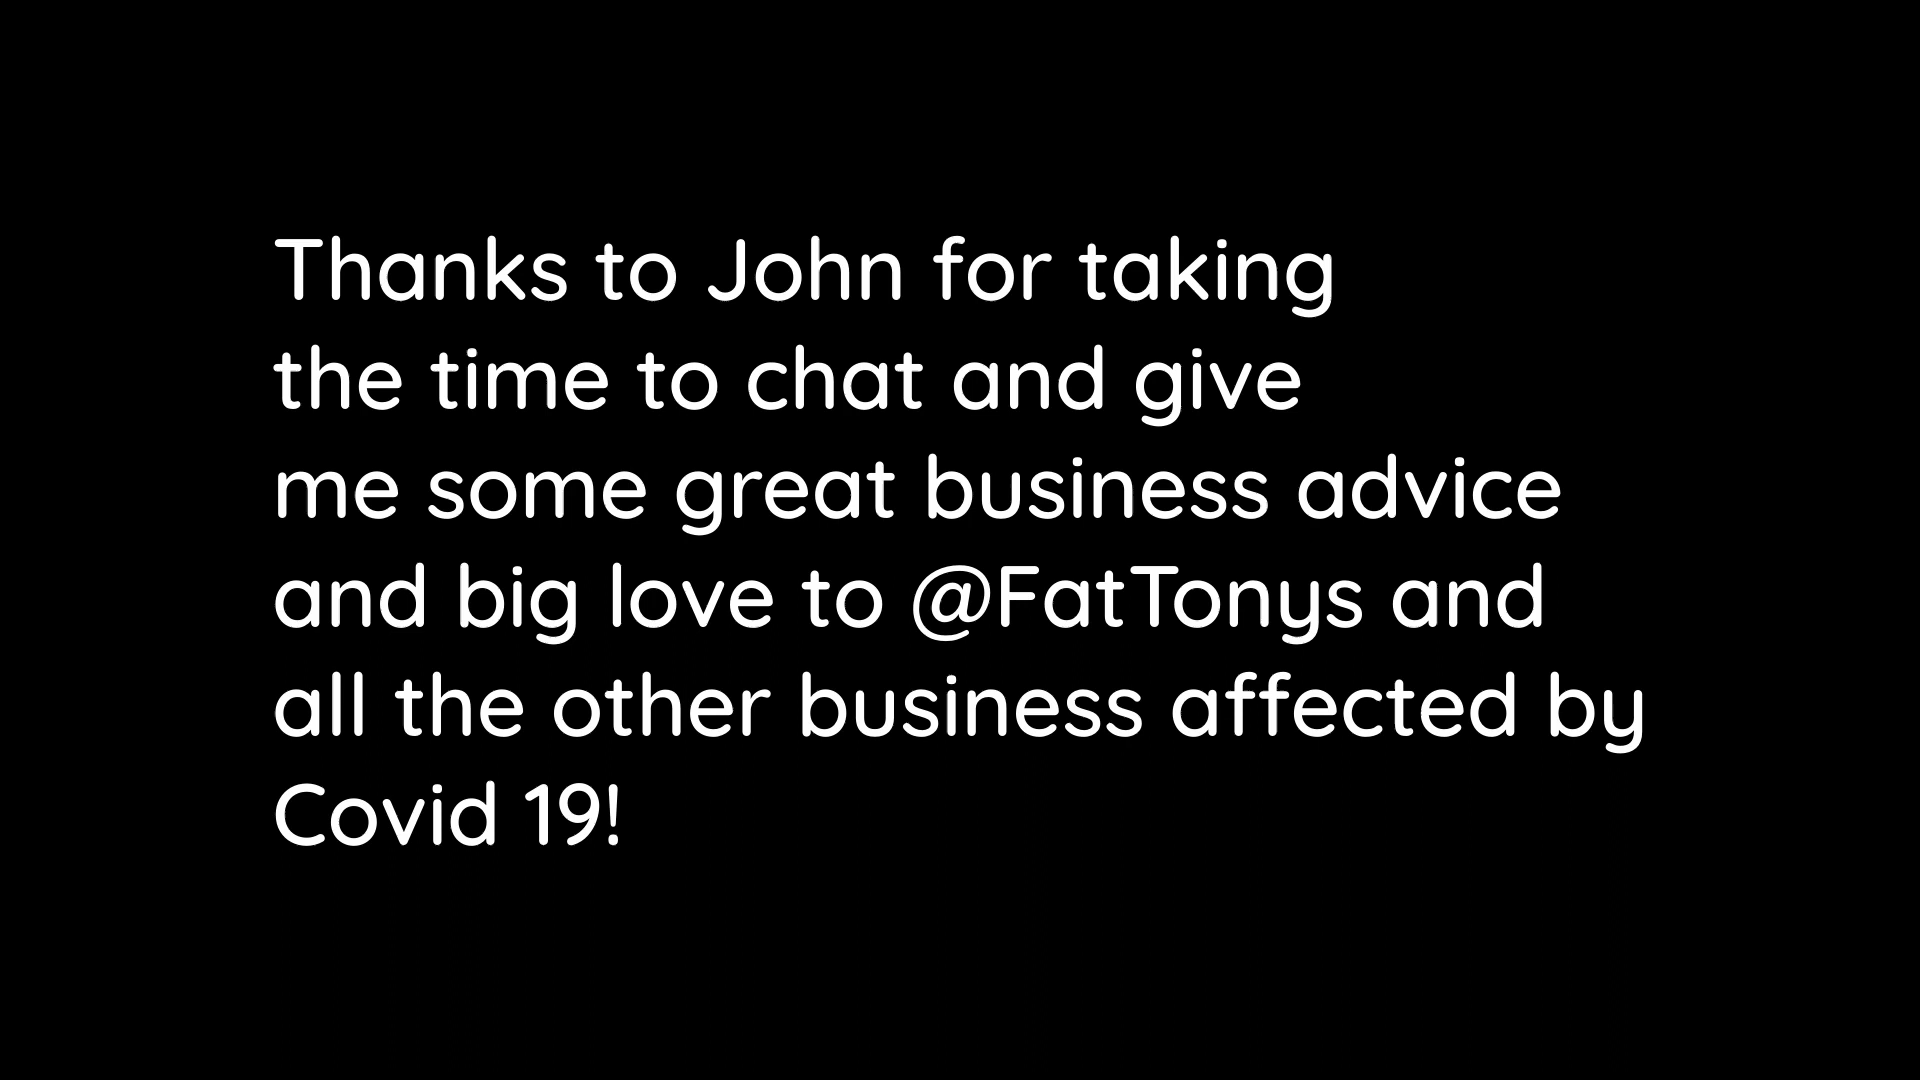 Thanks to John for taking
the time to chat and give
me some great business advice
and big love to @FatTonys and
all the other business affected by
Covid 19!